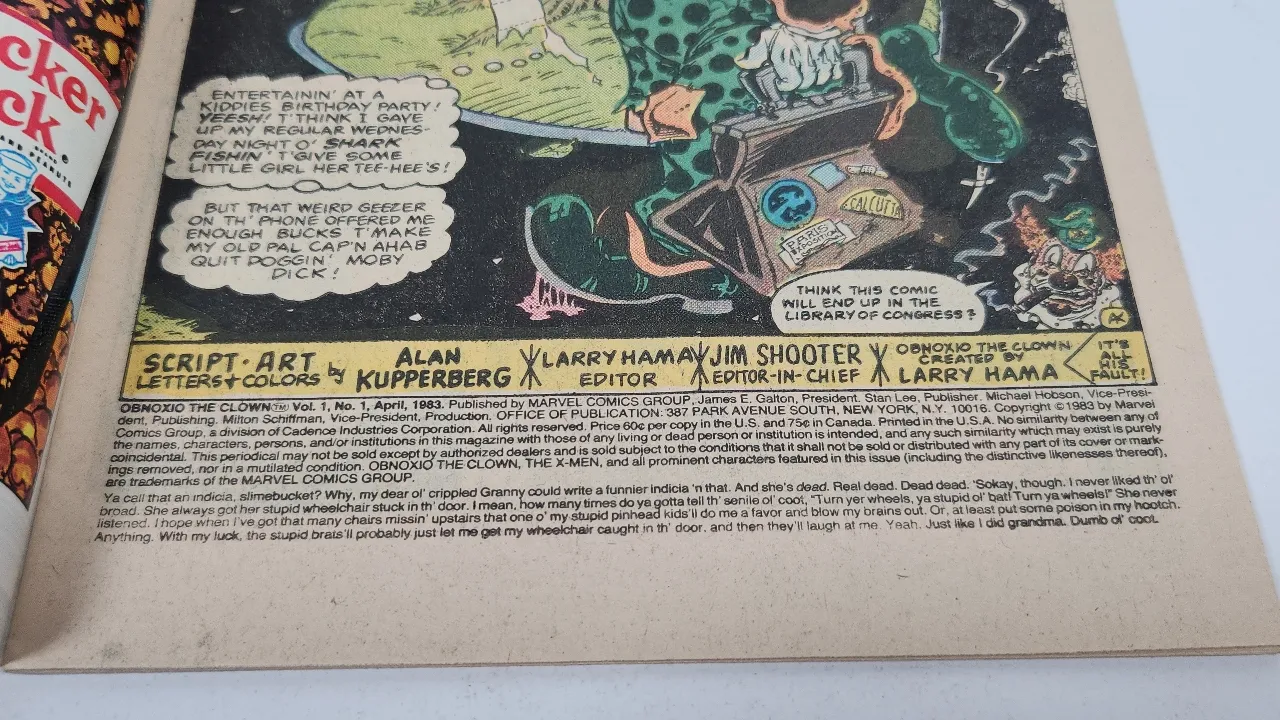 cker
ck
AND PEANUTS
ENTERTAININ' AT A
KIDDIES BIRTHDAY PARTY!
YEESH! T'THINK I GAVE
UP MY REGULAR WEDNES-
DAY NIGHT O' SHARK
FISHIN' T'GIVE SOME
LITTLE GIRL HER TEE-HEE'S!
BUT THAT WEIRD GEEZER
ON TH' PHONE OFFERED ME
ENOUGH BUCKS T'MAKE
MY OLD PAL CAP'N AHAB
QUIT DOGGIN' MOBY
DICK!
CALCUTTA
PARIS
EXPOSITION
THINK THIS COMIC
WILL END UP IN THE
LIBRARY OF CONGRESS?
AK
SCRIPT · ART
LETTERS + COLORS by ALAN
KUPPERBERG
LARRY HAMA
EDITOR
JIM SHOOTER
EDITOR-IN-CHIEF
OBNOXIO THE CLOWN
CREATED BY
LARRY HAMA
IT'S
ALL
HIS
FAULT!
OBNOXIO THE CLOWN™ Vol. 1, No. 1, April, 1983. Published by MARVEL COMICS GROUP, James E. Galton, President. Stan Lee, Publisher, Michael Hobson, Vice-Presi-
dent, Publishing. Milton Schiffman, Vice-President, Production. OFFICE OF PUBLICATION: 387 PARK AVENUE SOUTH, NEW YORK, N.Y. 10016. Copyright © 1983 by Marvel
Comics Group, a division of Cadence Industries Corporation. All rights reserved. Price 60¢ per copy in the U.S. and 75¢ in Canada. Printed in the U.S.A. No similarity between any of
the names, characters, persons, and/or institutions in this magazine with those of any living or dead person or institution is intended, and any such similarity which may exist is purely
coincidental. This periodical may not be sold except by authorized dealers and is sold subject to the conditions that it shall not be sold or distributed with any part of its cover or mark-
ings removed, nor in a mutilated condition. OBNOXIO THE CLOWN, THE X-MEN, and all prominent characters featured in this issue (including the distinctive likenesses thereof),
are trademarks of the MARVEL COMICS GROUP.
Ya call that an indicia, slimebucket? Why, my dear ol' crippled Granny could write a funnier indicia 'n that. And she's dead. Real dead. Dead dead. 'Sokay, though. I never liked th' ol'
broad. She always got her stupid wheelchair stuck in th' door. I mean, how many times do ya gotta tell th' senile ol' coot, "Turn yer wheels, ya stupid ol' bat! Turn ya wheels!" She never
listened. I hope when I've got that many chairs missin' upstairs that one o' my stupid pinhead kids'll do me a favor and blow my brains out. Or, at least put some poison in my hootch.
Anything. With my luck, the stupid brats'll probably just let me get my wheelchair caught in th' door, and then they'll laugh at me. Yeah. Just like I did grandma. Dumb ol' coot.